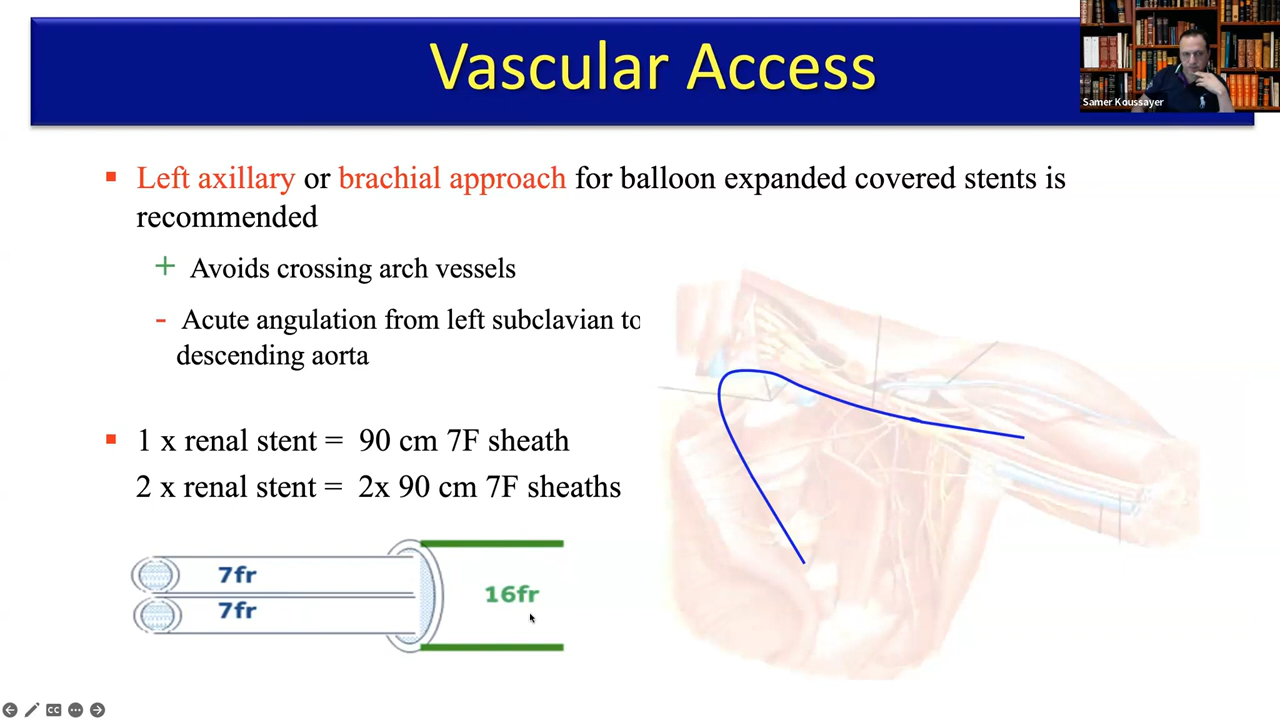 Vascular Access
Samer Koussayer
▪ Left axillary or brachial approach for balloon expanded covered stents is
recommended
+ Avoids crossing arch vessels
- Acute angulation from left subclavian to
descending aorta
▪ 1 x renal stent = 90 cm 7F sheath
2 x renal stent = 2x 90 cm 7F sheaths
7fr
7fr
16fr
CC